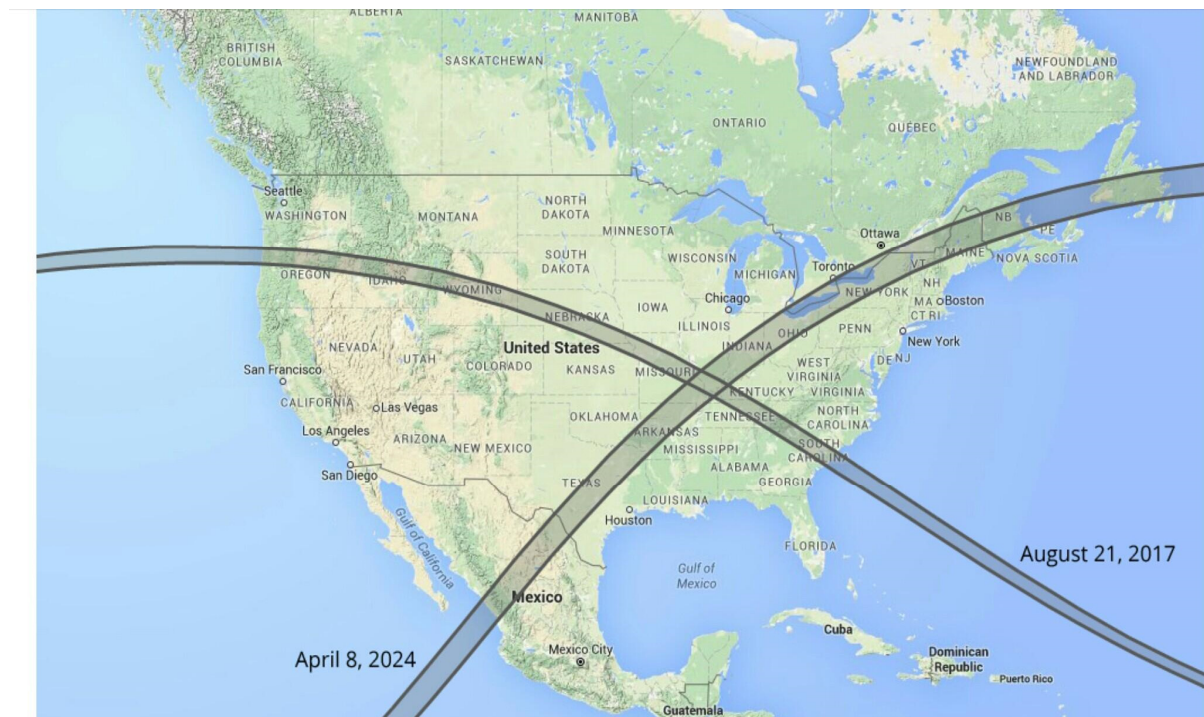 ALBERTA
MANITOBA
BRITISH
COLUMBIA
SASKATCHEWAN
NEWFOUNDLAND
AND LABRADOR
ONTARIO
QUÉBEC
Seattle
WASHINGTON
MONTANA
NORTH
DAKOTA
MINNESOTA
Ottawa
NB
PE
MAINE
NOVA SCOTIA
OREGON
IDAHO
SOUTH
DAKOTA
WISCONSIN
MICHIGAN
Toronto
VT
NH
WYOMING
NEW YORK
MA
Boston
CT
RI
Chicago
IOWA
NEBRASKA
ILLINOIS
INDIANA
OHIO
PENN
New York
NEVADA
UTAH
United States
COLORADO
KANSAS
MISSOURI
WEST
VIRGINIA
DE
NJ
San Francisco
CALIFORNIA
KENTUCKY
VIRGINIA
Las Vegas
OKLAHOMA
TENNESSEE
NORTH
CAROLINA
Los Angeles
ARIZONA
NEW MEXICO
ARKANSAS
MISSISSIPPI
SOUTH
CAROLINA
San Diego
TEXAS
ALABAMA
GEORGIA
LOUISIANA
Houston
FLORIDA
Gulf of California
Gulf of
Mexico
August 21, 2017
Mexico
Cuba
April 8, 2024
Mexico City
Dominican
Republic
Puerto Rico
Guatemala